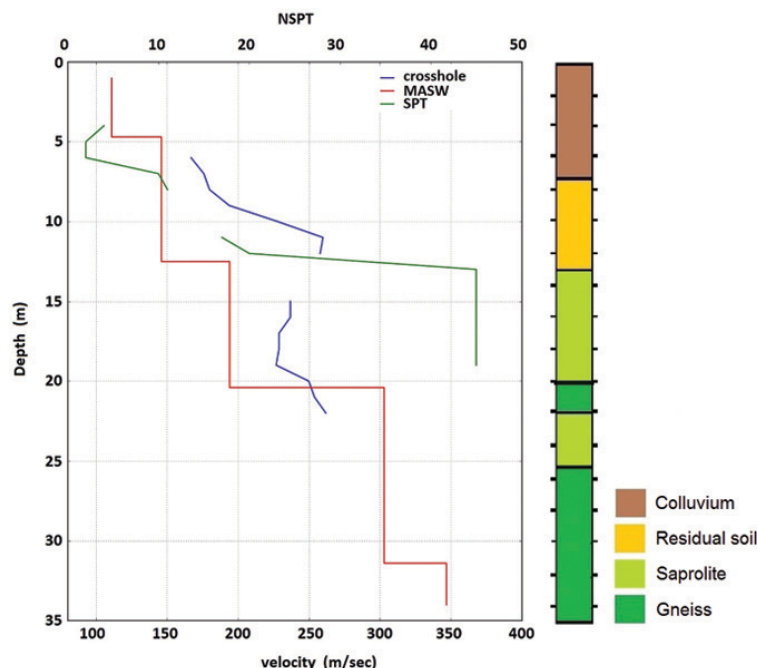 NSPT
0 10 20 30 40 50
0
5
10
15
20
25
30
35
Depth (m)
crosshole
MASW
SPT
100 150 200 250 300 350 400
velocity (m/sec)
Colluvium
Residual soil
Saprolite
Gneiss